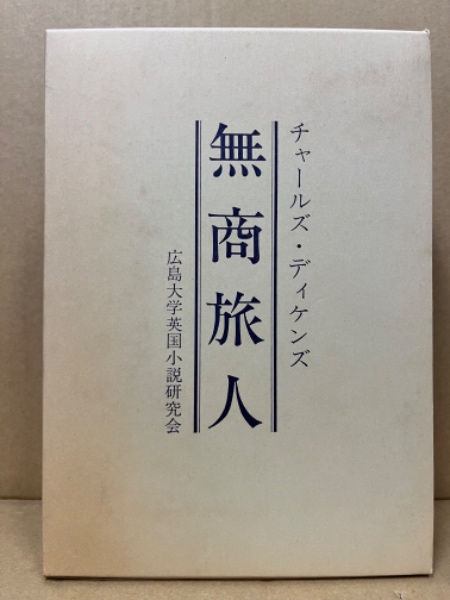 チャールズ・ディケンズ
無商旅人
広島大学英国小説研究会